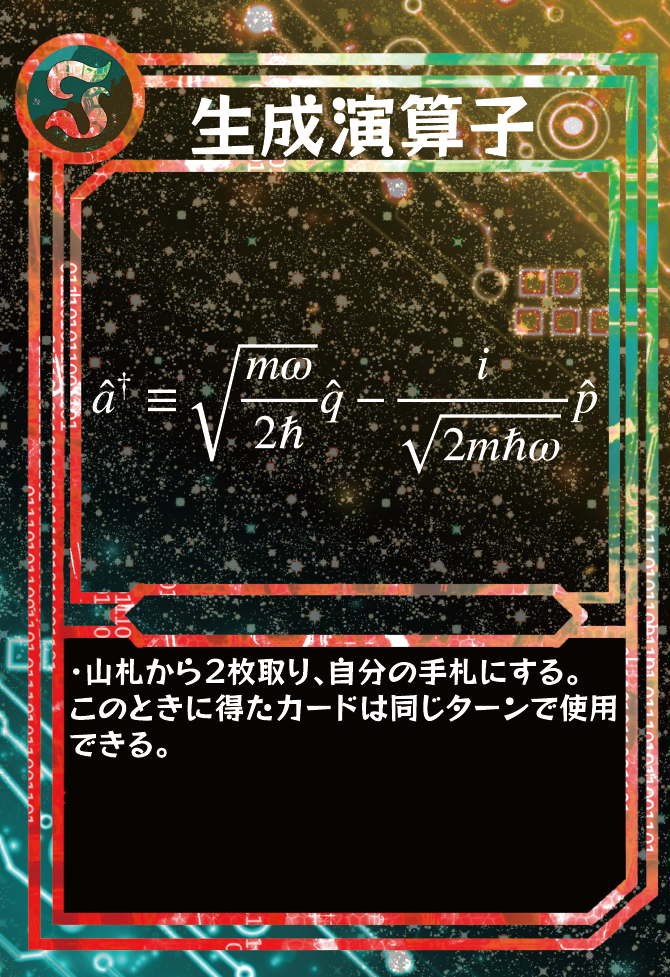 生成演算子
â† ≡ √(mω/2ħ) q̂ − i/√(2mħω) p̂
・山札から2枚取り、自分の手札にする。
このときに得たカードは同じターンで使用
できる。